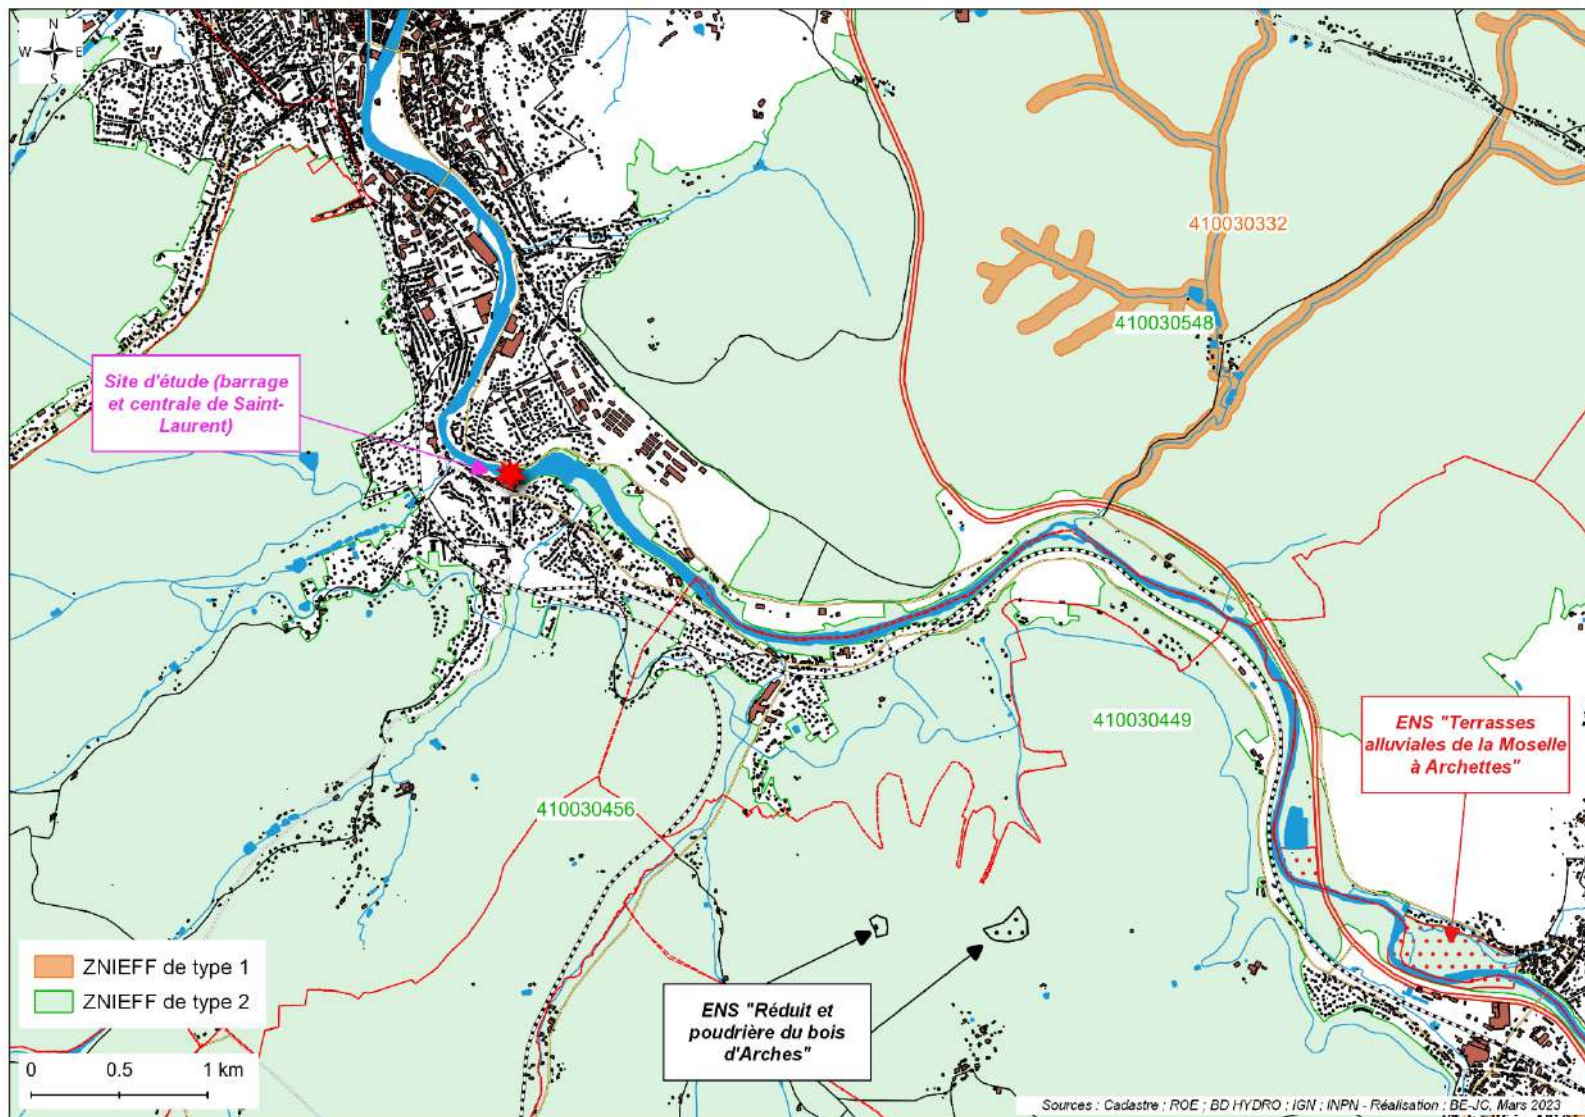 N
W E
S
410030332
410030548
Site d'étude (barrage
et centrale de Saint-
Laurent)
410030449
ENS "Terrasses
alluviales de la Moselle
à Archettes"
410030456
ZNIEFF de type 1
ZNIEFF de type 2
ENS "Réduit et
poudrière du bois
d'Arches"
0 0.5 1 km
Sources : Cadastre ; ROE ; BD HYDRO ; IGN ; INPN - Réalisation : BE-JC, Mars 2023